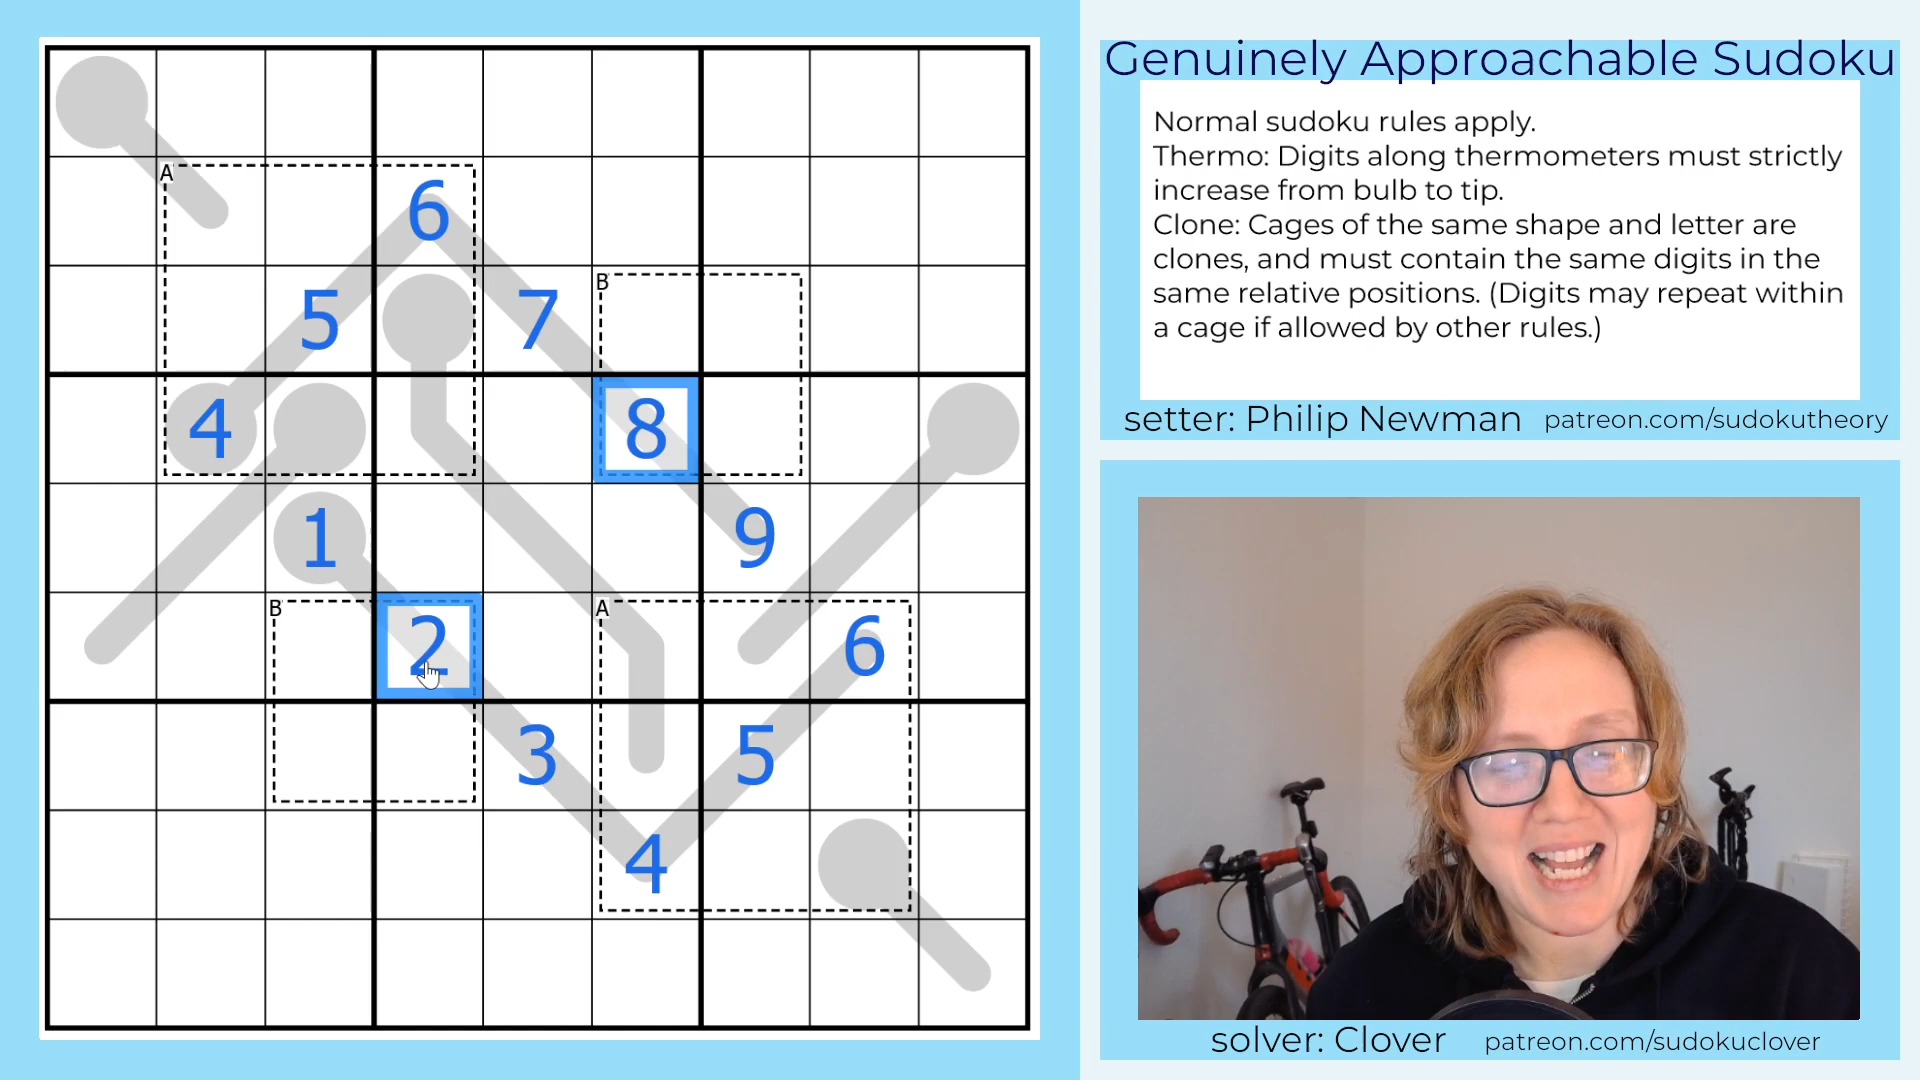 Genuinely Approachable Sudoku
Normal sudoku rules apply.
Thermo: Digits along thermometers must strictly
increase from bulb to tip.
Clone: Cages of the same shape and letter are
clones, and must contain the same digits in the
same relative positions. (Digits may repeat within
a cage if allowed by other rules.)
setter: Philip Newman patreon.com/sudokutheory
A
6
5 7 B
4 8
1 9
B 2 A 6
3 5
4
solver: Clover patreon.com/sudokuclover